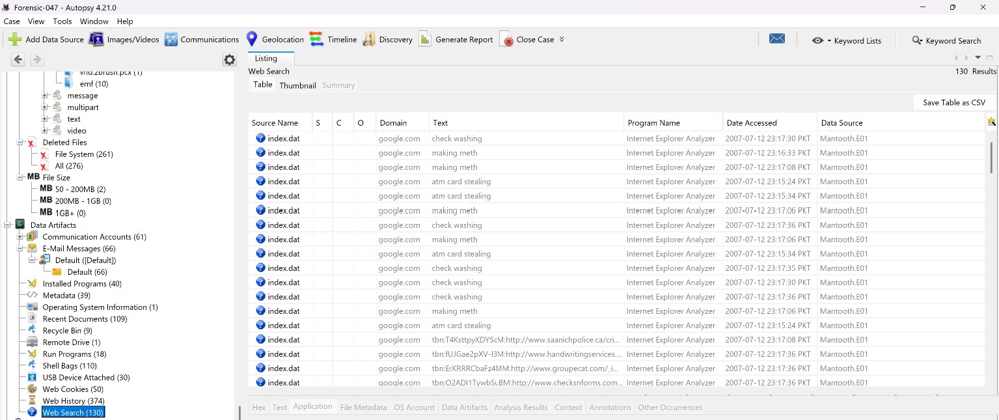 Forensic-047 - Autopsy 4.21.0
Case View Tools Window Help
Add Data Source Images/Videos Communications Geolocation Timeline Discovery Generate Report Close Case Keyword Lists Keyword Search
Listing
Web Search
130 Results
Table Thumbnail Summary
Save Table as CSV
vnd.zbrush.pcx (1)
emf (10)
message
multipart
text
video
Deleted Files
File System (261)
All (276)
MB File Size
MB 50 - 200MB (2)
MB 200MB - 1GB (0)
MB 1GB+ (0)
Data Artifacts
Communication Accounts (61)
E-Mail Messages (66)
Default ([Default])
Default (66)
Installed Programs (40)
Metadata (39)
Operating System Information (1)
Recent Documents (109)
Recycle Bin (9)
Remote Drive (1)
Run Programs (18)
Shell Bags (110)
USB Device Attached (30)
Web Cookies (50)
Web History (374)
Web Search (130)
Source Name S C O Domain Text Program Name Date Accessed Data Source
index.dat google.com check washing Internet Explorer Analyzer 2007-07-12 23:17:30 PKT Mantooth.E01
index.dat google.com making meth Internet Explorer Analyzer 2007-07-12 23:16:33 PKT Mantooth.E01
index.dat google.com making meth Internet Explorer Analyzer 2007-07-12 23:17:08 PKT Mantooth.E01
index.dat google.com atm card stealing Internet Explorer Analyzer 2007-07-12 23:15:24 PKT Mantooth.E01
index.dat google.com atm card stealing Internet Explorer Analyzer 2007-07-12 23:15:34 PKT Mantooth.E01
index.dat google.com making meth Internet Explorer Analyzer 2007-07-12 23:17:06 PKT Mantooth.E01
index.dat google.com check washing Internet Explorer Analyzer 2007-07-12 23:17:36 PKT Mantooth.E01
index.dat google.com making meth Internet Explorer Analyzer 2007-07-12 23:17:06 PKT Mantooth.E01
index.dat google.com atm card stealing Internet Explorer Analyzer 2007-07-12 23:15:34 PKT Mantooth.E01
index.dat google.com check washing Internet Explorer Analyzer 2007-07-12 23:17:35 PKT Mantooth.E01
index.dat google.com check washing Internet Explorer Analyzer 2007-07-12 23:17:30 PKT Mantooth.E01
index.dat google.com check washing Internet Explorer Analyzer 2007-07-12 23:17:36 PKT Mantooth.E01
index.dat google.com making meth Internet Explorer Analyzer 2007-07-12 23:17:06 PKT Mantooth.E01
index.dat google.com atm card stealing Internet Explorer Analyzer 2007-07-12 23:15:24 PKT Mantooth.E01
index.dat google.com tbn:T4KsttpyKDYScM:http://www.saanichpolice.ca/cri... Internet Explorer Analyzer 2007-07-12 23:17:08 PKT Mantooth.E01
index.dat google.com tbn:fUJGae2pXV-I3M:http://www.handwritingservices.... Internet Explorer Analyzer 2007-07-12 23:17:36 PKT Mantooth.E01
index.dat google.com tbn:ErKRRRCbaFz4MM:http://www.groupecat.com/_i... Internet Explorer Analyzer 2007-07-12 23:17:36 PKT Mantooth.E01
index.dat google.com tbn:O2ADI1TywbSuBM:http://www.checksnforms.com... Internet Explorer Analyzer 2007-07-12 23:17:36 PKT Mantooth.E01
Hex Text Application File Metadata OS Account Data Artifacts Analysis Results Context Annotations Other Occurrences